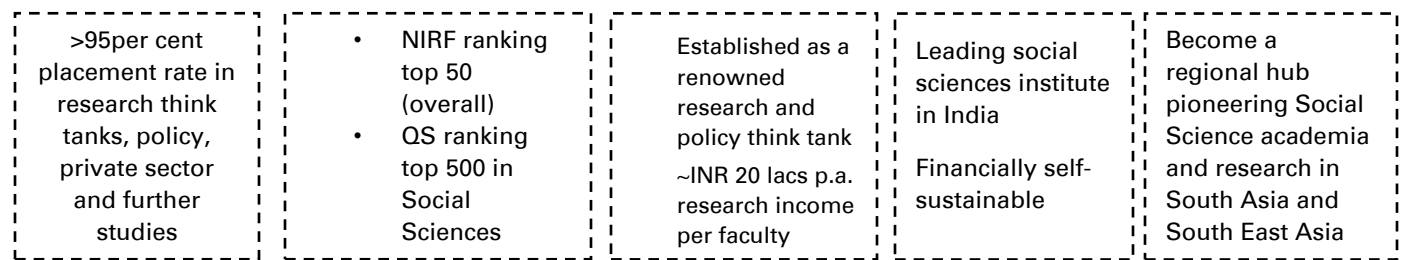 >95per cent
placement rate in
research think
tanks, policy,
private sector
and further
studies
• NIRF ranking
top 50
(overall)
• QS ranking
top 500 in
Social
Sciences
Established as a
renowned
research and
policy think tank
~INR 20 lacs p.a.
research income
per faculty
Leading social
sciences institute
in India
Financially self-
sustainable
Become a
regional hub
pioneering Social
Science academia
and research in
South Asia and
South East Asia